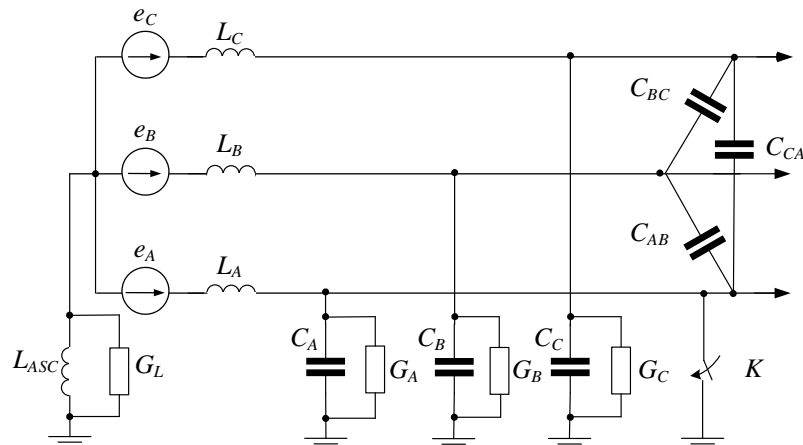 e_C L_C
C_BC
e_B L_B
C_CA
C_AB
e_A L_A
L_ASC G_L C_A G_A C_B G_B C_C G_C K